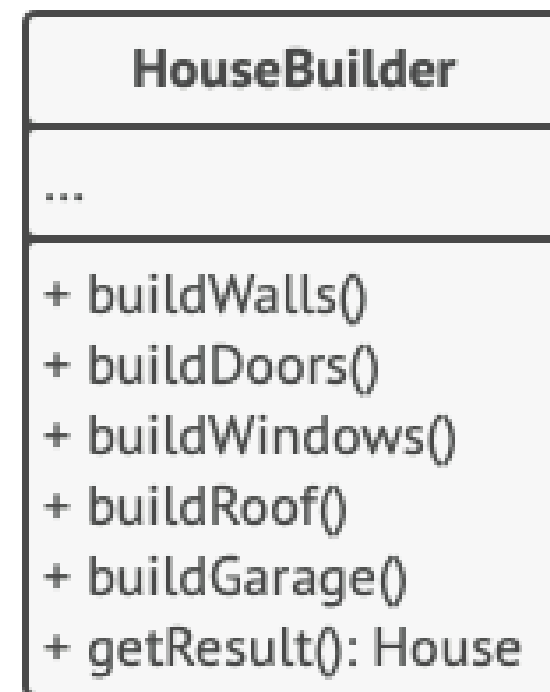 HouseBuilder
...
+ buildWalls()
+ buildDoors()
+ buildWindows()
+ buildRoof()
+ buildGarage()
+ getResult(): House